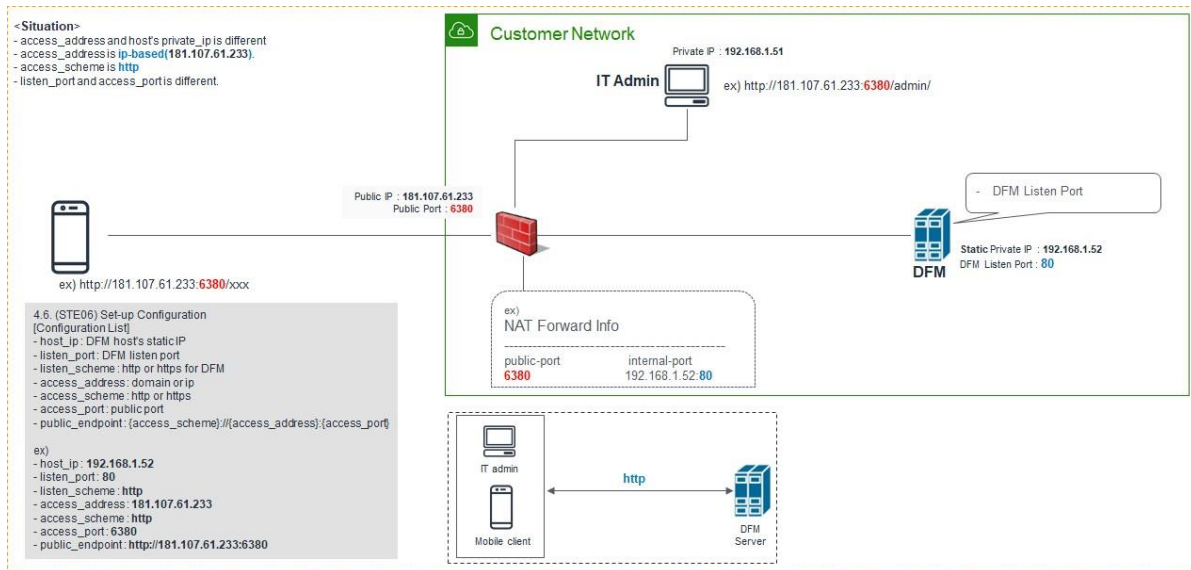 <Situation>
- access_address and host's private_ip is different
- access_address is ip-based(181.107.61.233).
- access_scheme is http
- listen_port and access_port is different.
Customer Network
Private IP : 192.168.1.51
IT Admin
ex) http://181.107.61.233:6380/admin/
Public IP : 181.107.61.233
Public Port : 6380
- DFM Listen Port
Static Private IP : 192.168.1.52
DFM Listen Port : 80
DFM
ex) http://181.107.61.233:6380/xxx
ex)
NAT Forward Info
public-port internal-port
6380 192.168.1.52:80
4.6. (STE06) Set-up Configuration
[Configuration List]
- host_ip : DFM host's static IP
- listen_port : DFM listen port
- listen_scheme : http or https for DFM
- access_address : domain or ip
- access_scheme : http or https
- access_port : public port
- public_endpoint : {access_scheme}://{access_address}:{access_port}
ex)
- host_ip : 192.168.1.52
- listen_port : 80
- listen_scheme : http
- access_address : 181.107.61.233
- access_scheme : http
- access_port : 6380
- public_endpoint : http://181.107.61.233:6380
IT admin
http
Mobile client
DFM
Server